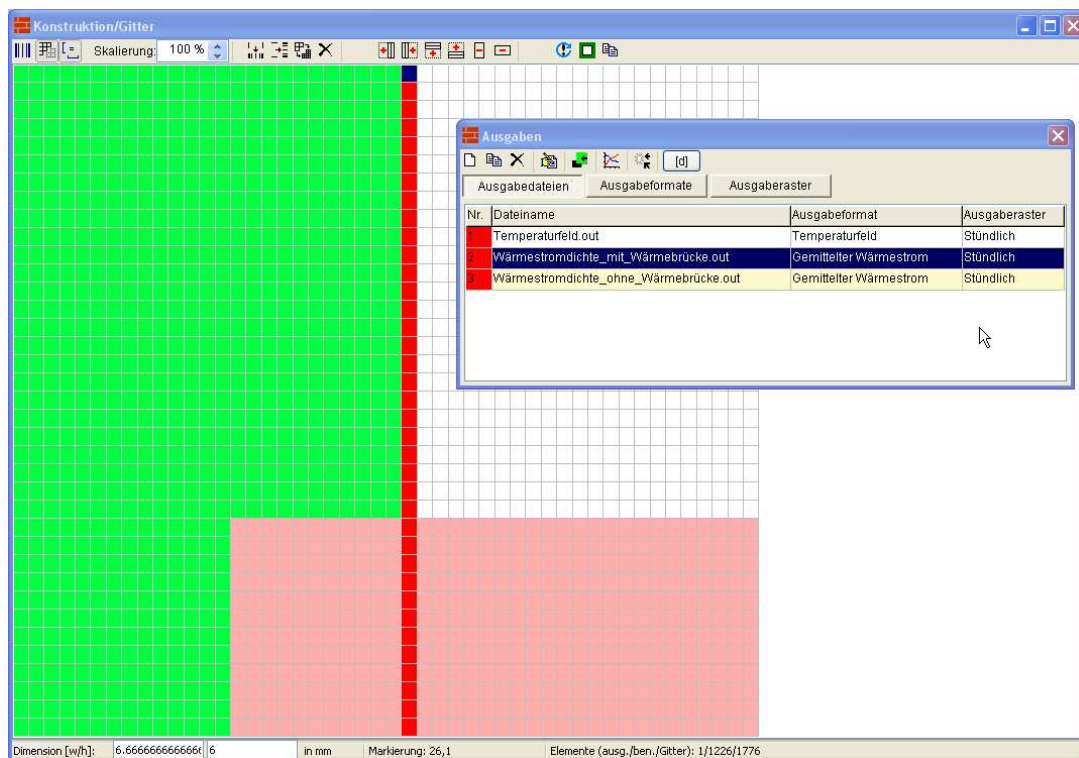 Konstruktion/Gitter
Skalierung: 100 %
Ausgaben
[d]
Ausgabedateien Ausgabeformate Ausgaberaster
Nr. Dateiname Ausgabeformat Ausgaberaster
1 Temperaturfeld.out Temperaturfeld Stündlich
2 Wärmestromdichte_mit_Wärmebrücke.out Gemittelter Wärmestrom Stündlich
3 Wärmestromdichte_ohne_Wärmebrücke.out Gemittelter Wärmestrom Stündlich
Dimension [w/h]: 6 in mm Markierung: 26,1 Elemente (ausg./ben./Gitter): 1/1226/1776